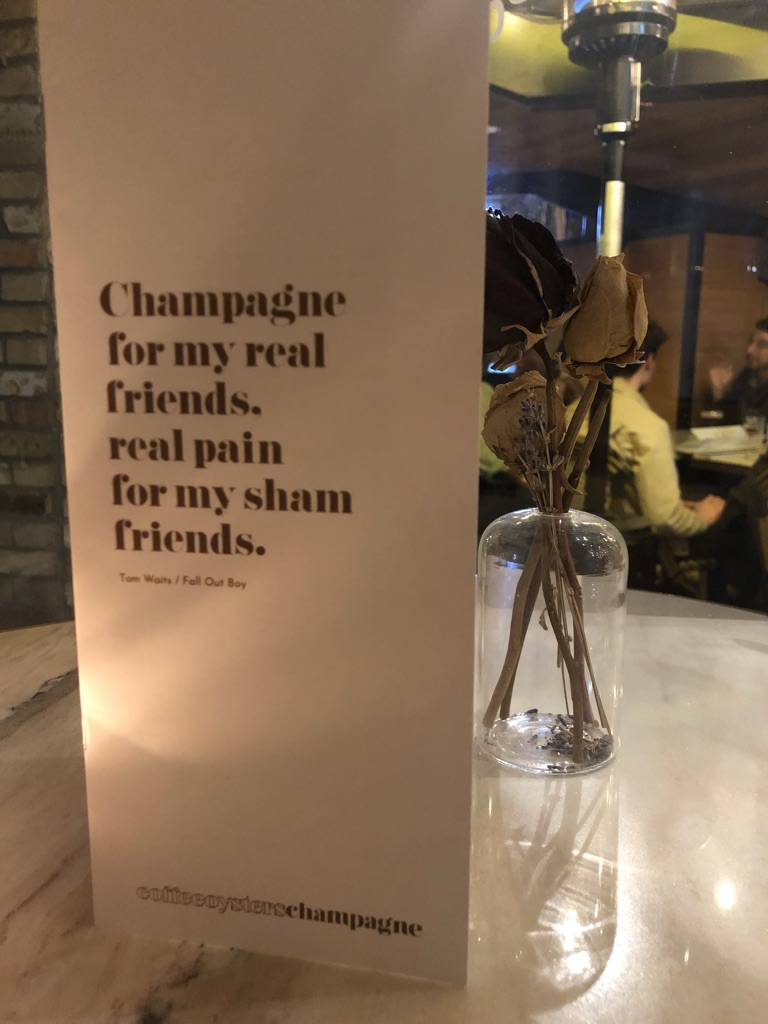 Champagne
for my real
friends.
real pain
for my sham
friends.
Tom Waits / Fall Out Boy
coffeeoysterschampagne